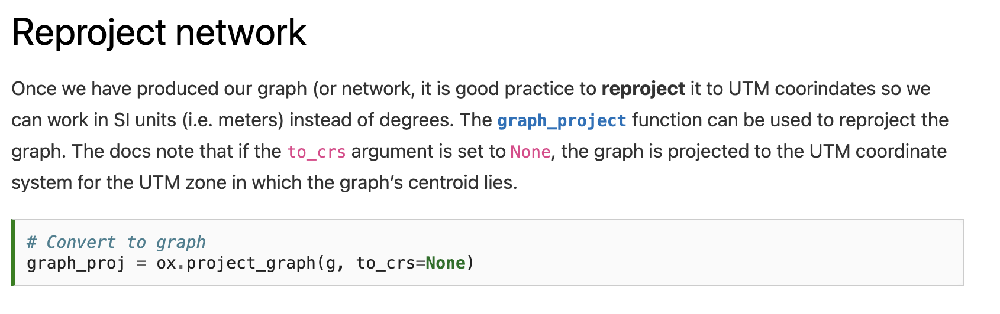 Reproject network
Once we have produced our graph (or network, it is good practice to reproject it to UTM coorindates so we
can work in SI units (i.e. meters) instead of degrees. The graph_project function can be used to reproject the
graph. The docs note that if the to_crs argument is set to None, the graph is projected to the UTM coordinate
system for the UTM zone in which the graph’s centroid lies.
# Convert to graph
graph_proj = ox.project_graph(g, to_crs=None)